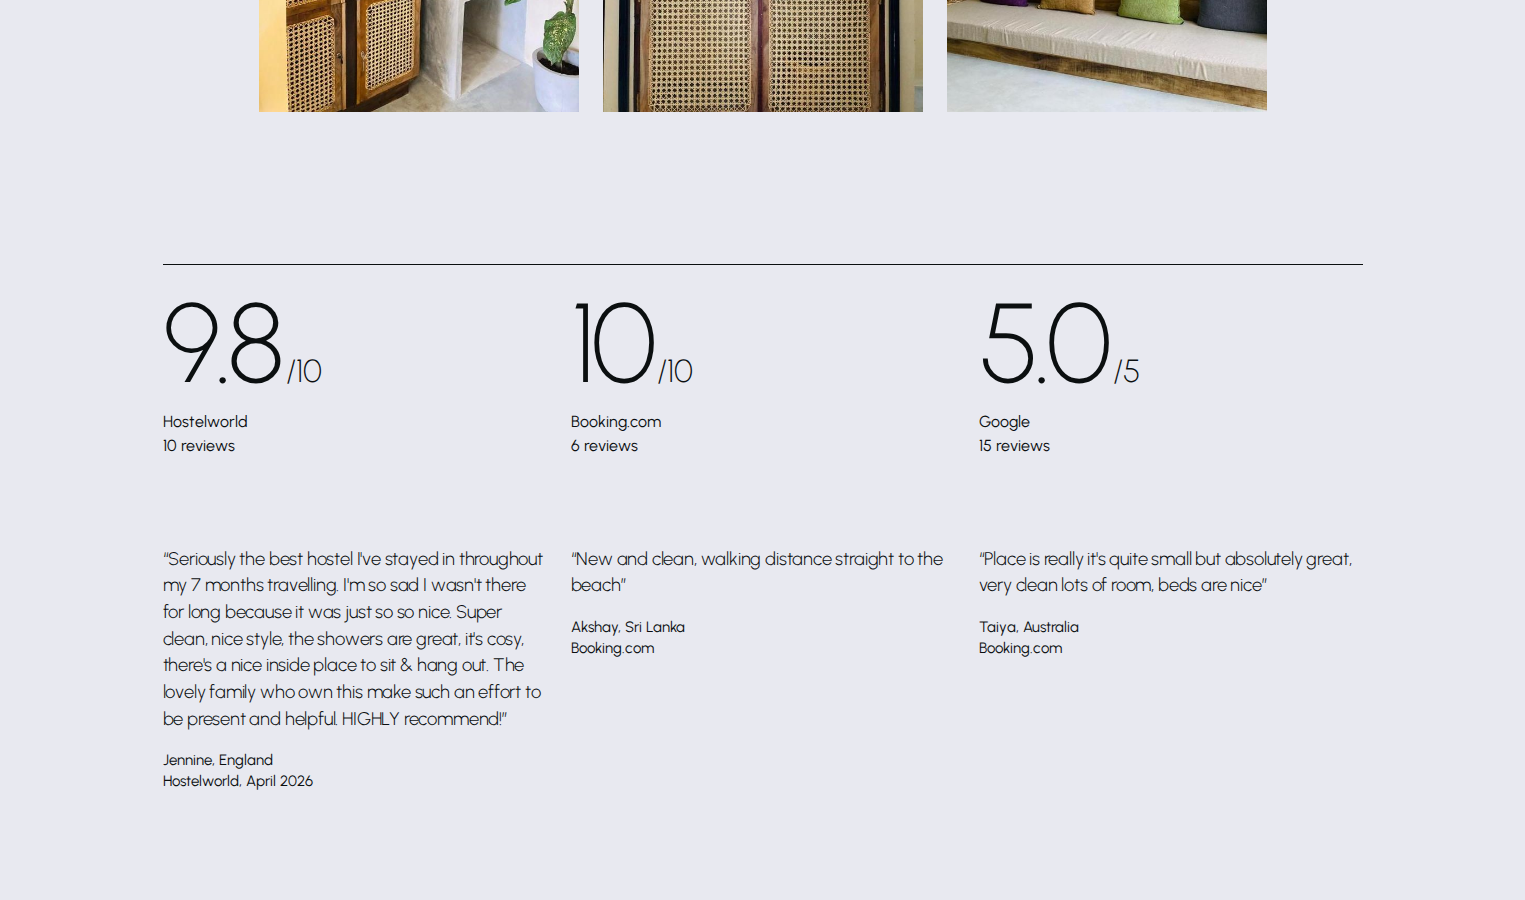 9.8/10
10/10
5.0/5
Hostelworld
10 reviews
Booking.com
6 reviews
Google
15 reviews
“Seriously the best hostel I've stayed in throughout
my 7 months travelling. I'm so sad I wasn't there
for long because it was just so so nice. Super
clean, nice style, the showers are great, it's cosy,
there's a nice inside place to sit & hang out. The
lovely family who own this make such an effort to
be present and helpful. HIGHLY recommend!”
Jennine, England
Hostelworld, April 2026
“New and clean, walking distance straight to the
beach”
Akshay, Sri Lanka
Booking.com
“Place is really it's quite small but absolutely great,
very clean lots of room, beds are nice”
Taiya, Australia
Booking.com